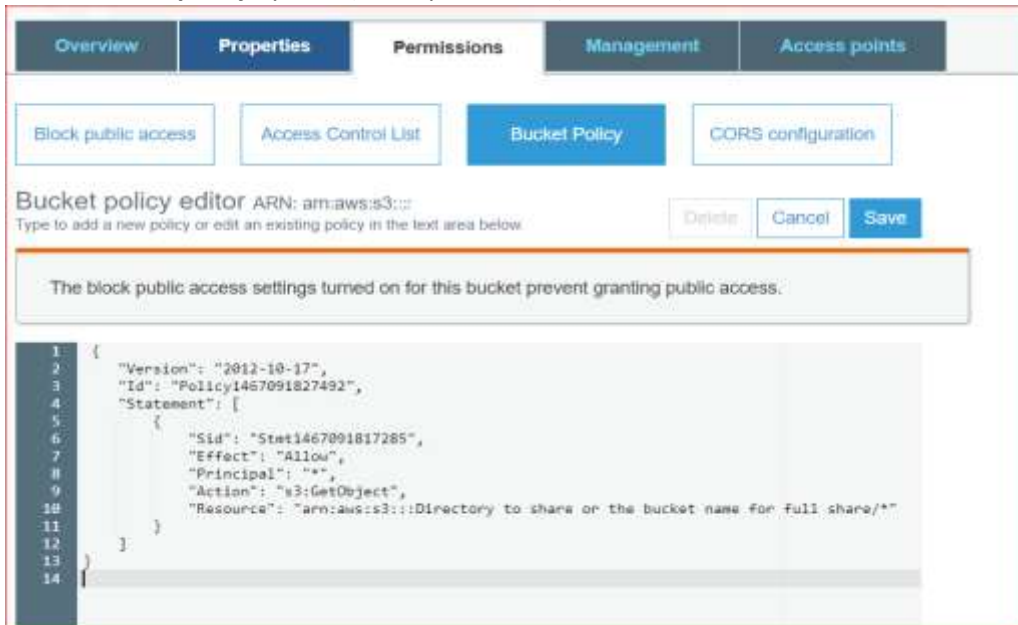 Overview Properties Permissions Management Access points
Block public access Access Control List Bucket Policy CORS configuration
Bucket policy editor ARN: arn:aws:s3:::
Type to add a new policy or edit an existing policy in the text area below.
Delete Cancel Save
The block public access settings turned on for this bucket prevent granting public access.
1 {
2 "Version": "2012-10-17",
3 "Id": "Policy1467091827492",
4 "Statement": [
5 {
6 "Sid": "Stmt1467091817285",
7 "Effect": "Allow",
8 "Principal": "*",
9 "Action": "s3:GetObject",
10 "Resource": "arn:aws:s3:::Directory to share or the bucket name for full share/*"
11 }
12 ]
13 }
14